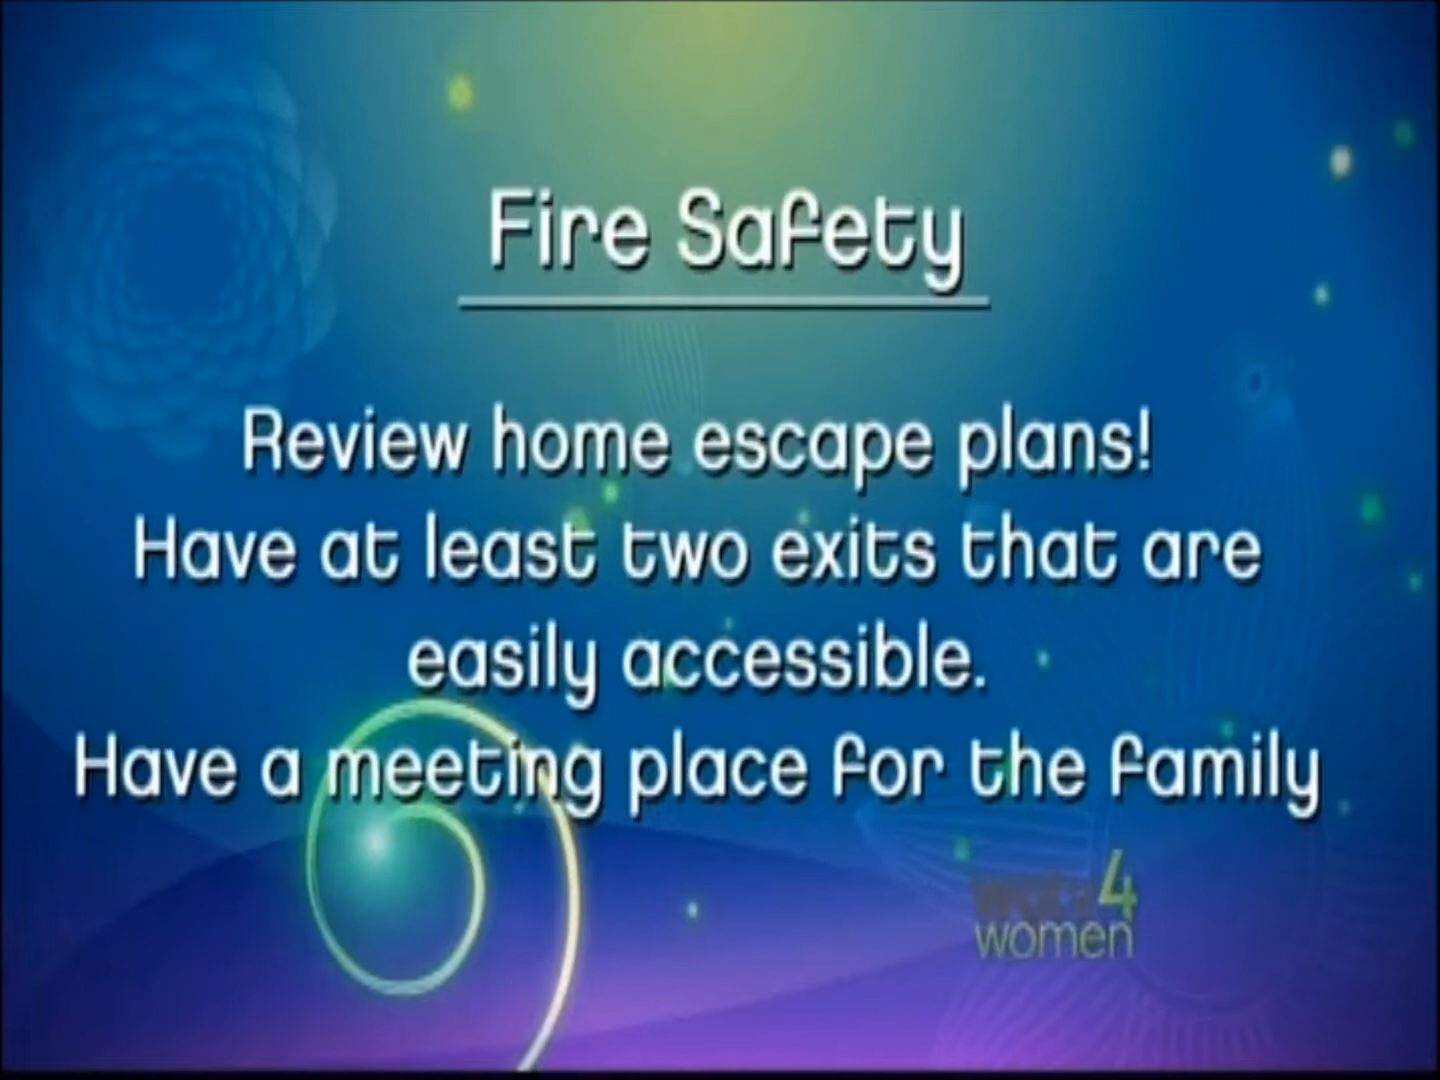 Fire Safety
Review home escape plans!
Have at least two exits that are
easily accessible.
Have a meeting place for the family
4
women